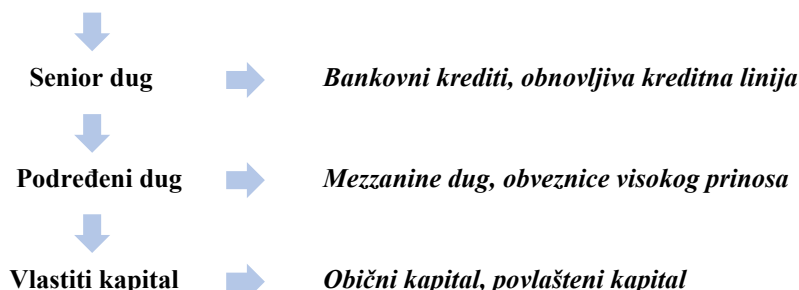 Senior dug Bankovni krediti, obnovljiva kreditna linija
Podređeni dug Mezzanine dug, obveznice visokog prinosa
Vlastiti kapital Obični kapital, povlašteni kapital